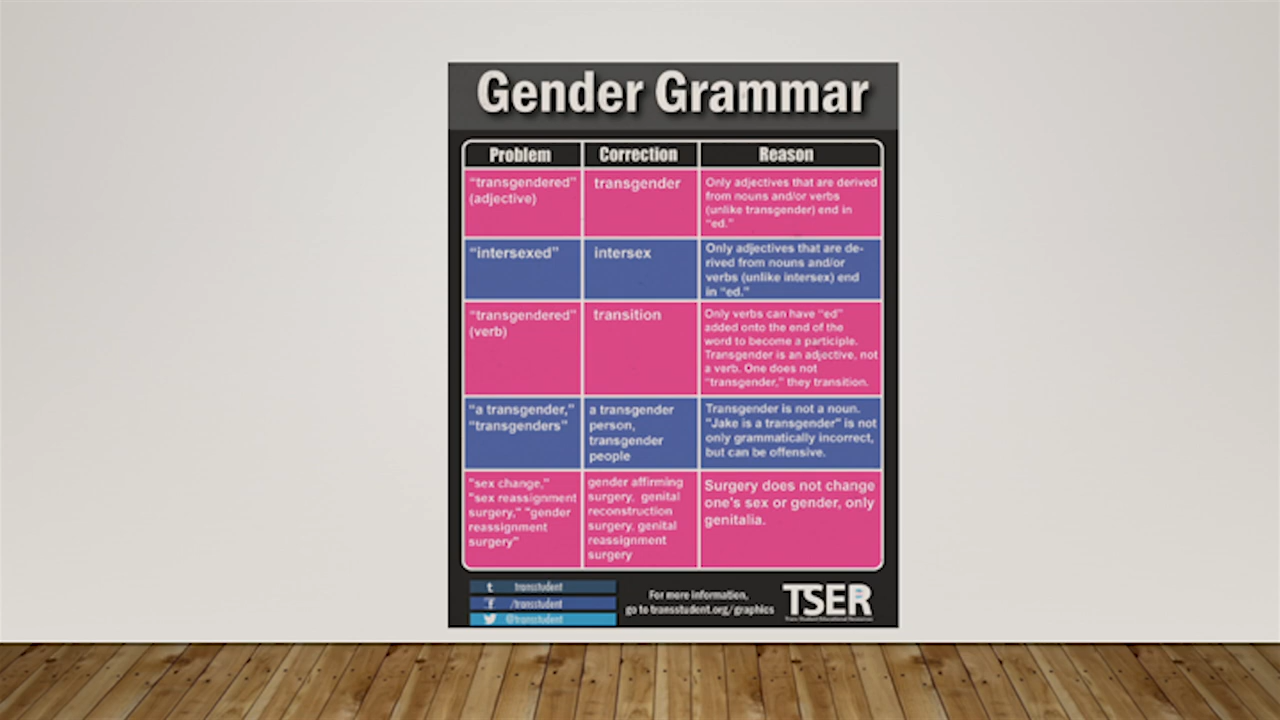 Gender Grammar
Problem
Correction
Reason
"transgendered"
(adjective)
transgender
Only adjectives that are derived
from nouns and/or verbs
(unlike transgender) end in
"ed."
"intersexed"
intersex
Only adjectives that are de-
rived from nouns and/or
verbs (unlike intersex) end
in "ed."
"transgendered"
(verb)
transition
Only verbs can have "ed"
added onto the end of the
word to become a participle.
Transgender is an adjective, not
a verb. One does not
"transgender," they transition.
"a transgender,"
"transgenders"
a transgender
person,
transgender
people
Transgender is not a noun.
"Jake is a transgender" is not
only grammatically incorrect,
but can be offensive.
"sex change,"
"sex reassignment
surgery," "gender
reassignment
surgery"
gender affirming
surgery, genital
reconstruction
surgery, genital
reassignment
surgery
Surgery does not change
one's sex or gender, only
genitalia.
t transstudent
f /transstudent
@transstudent
For more information,
go to transstudent.org/graphics
TSER
Trans Student Educational Resources